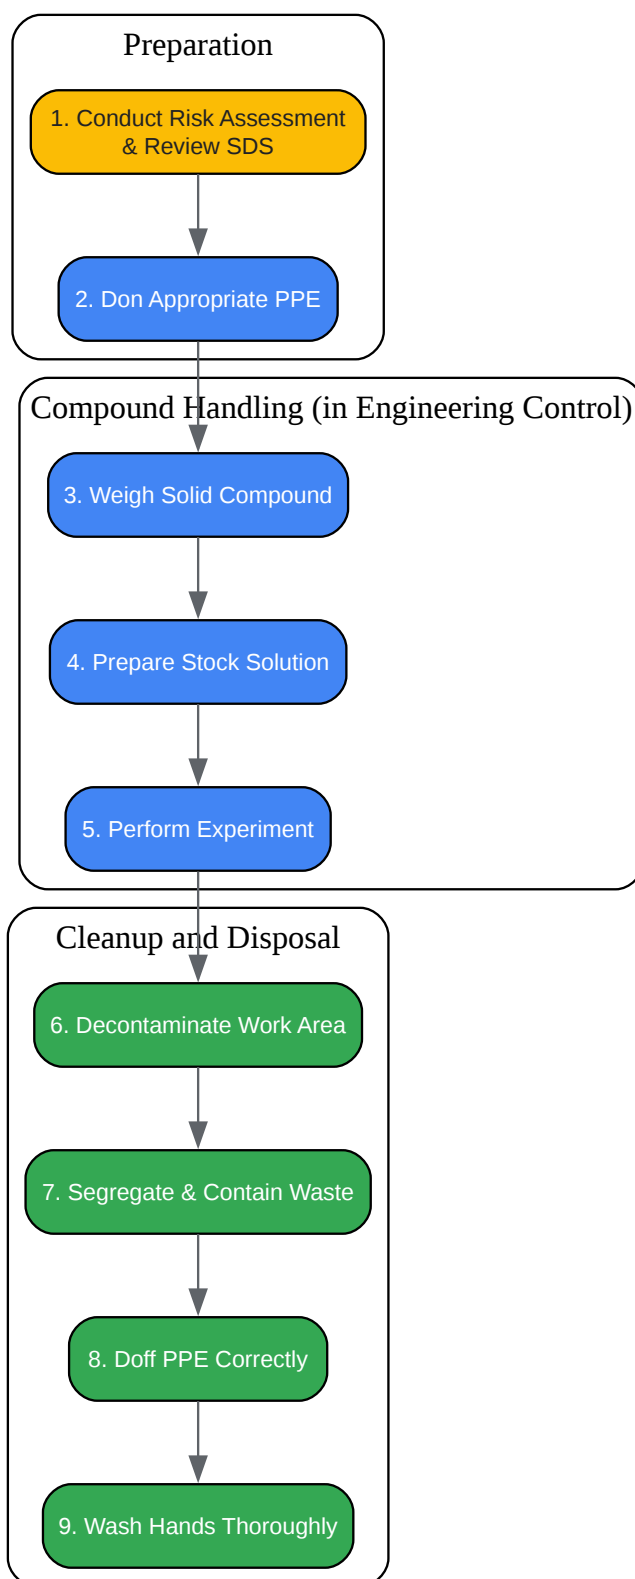 Preparation
1. Conduct Risk Assessment
& Review SDS
2. Don Appropriate PPE
Compound Handling (in Engineering Control)
3. Weigh Solid Compound
4. Prepare Stock Solution
5. Perform Experiment
Cleanup and Disposal
6. Decontaminate Work Area
7. Segregate & Contain Waste
8. Doff PPE Correctly
9. Wash Hands Thoroughly